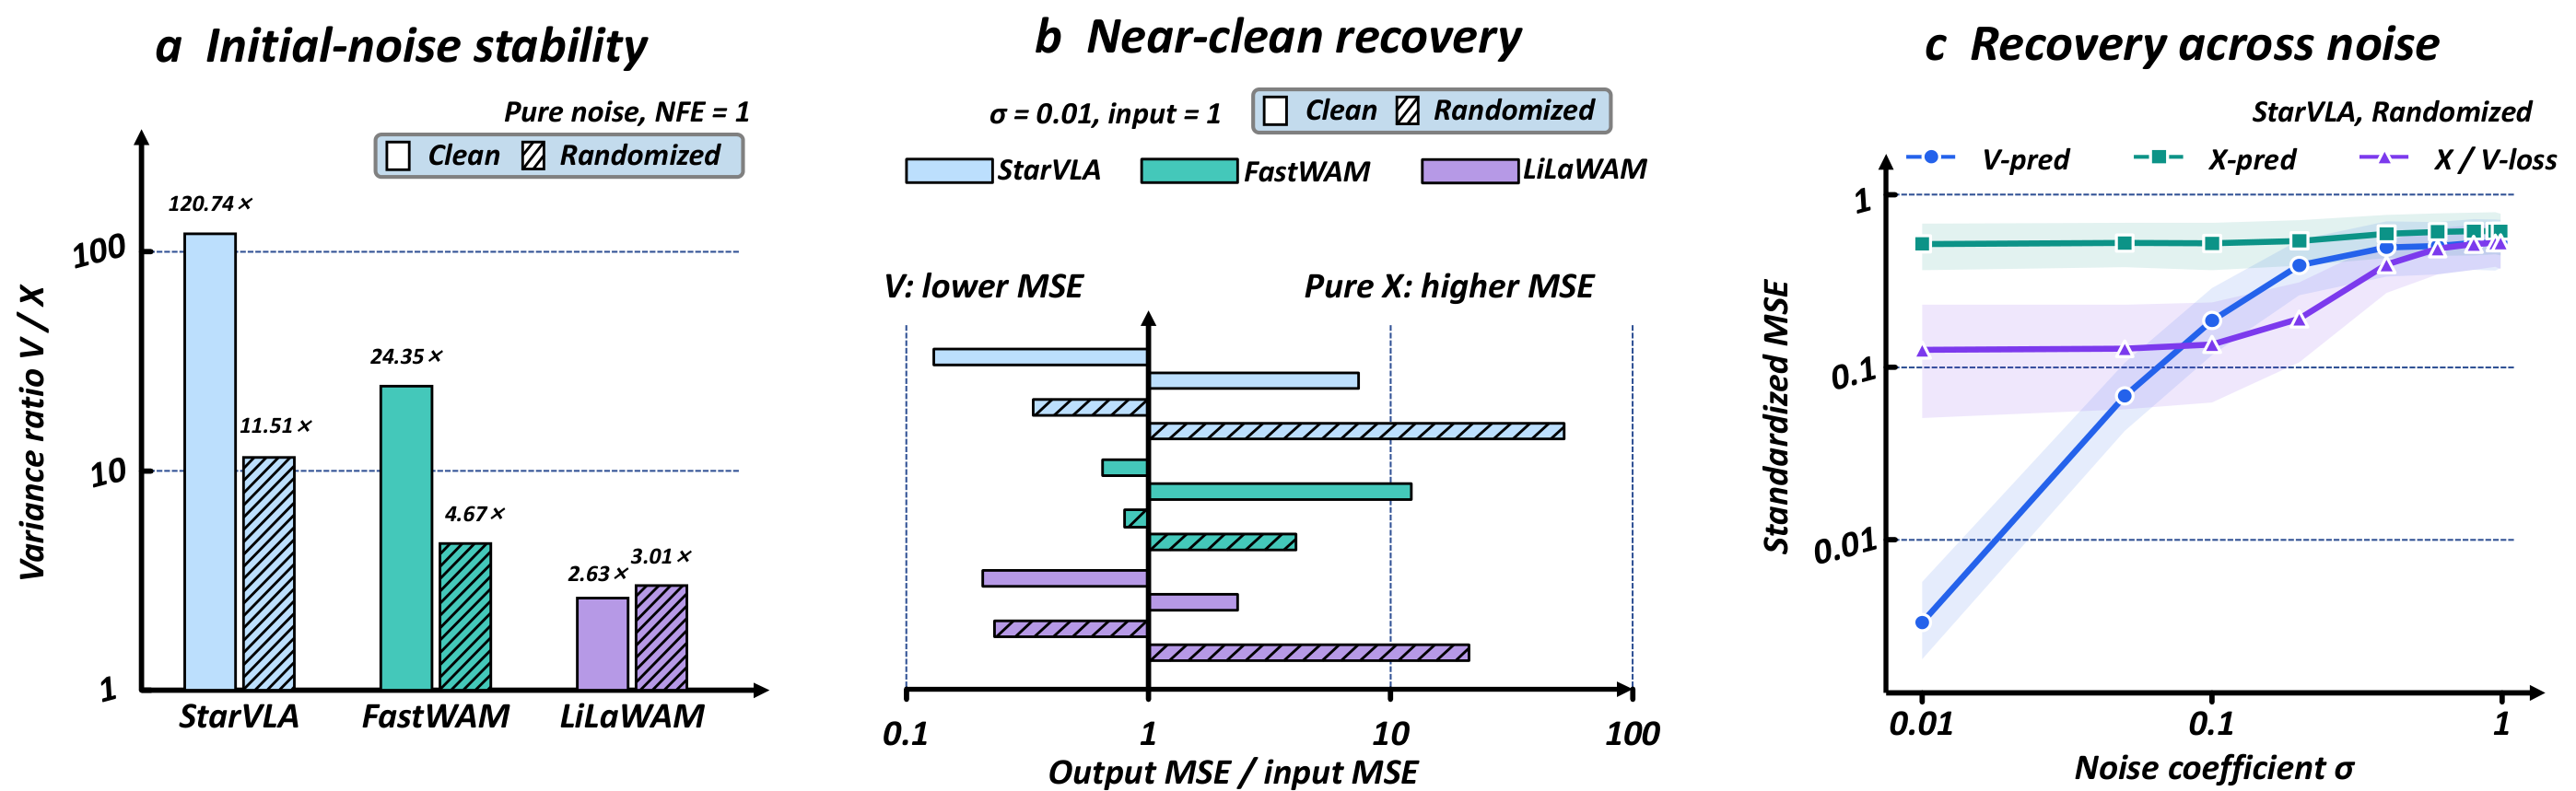 a Initial-noise stability
Pure noise, NFE = 1
Clean
Randomized
Variance ratio V / X
100
10
1
120.74×
11.51×
24.35×
4.67×
2.63×
3.01×
StarVLA
FastWAM
LiLaWAM
b Near-clean recovery
σ = 0.01, input = 1
Clean
Randomized
StarVLA
FastWAM
LiLaWAM
V: lower MSE
Pure X: higher MSE
0.1
1
10
100
Output MSE / input MSE
c Recovery across noise
StarVLA, Randomized
V-pred
X-pred
X / V-loss
Standardized MSE
1
0.1
0.01
0.01
0.1
1
Noise coefficient σ